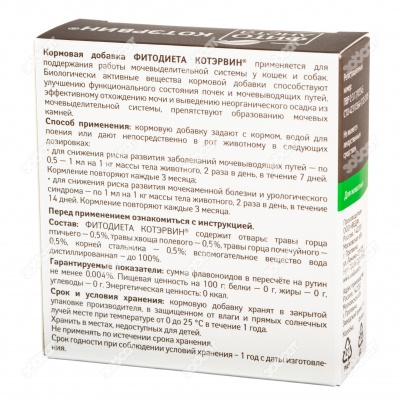 КОТЭРВИН®
Кормовая добавка ФИТОДИЕТА КОТЭРВИН® применяется для
поддержания работы мочевыделительной системы у кошек и собак.
Биологически активные вещества кормовой добавки способствуют
улучшению функционального состояния почек и мочевыводящих путей,
эффективному отхождению мочи и выведению неорганического осадка из
мочевыделительной системы, препятствуют образованию мочевых
камней.
Способ применения: кормовую добавку задают с кормом, водой для
поения или дают непосредственно в рот животному в следующих
дозировках:
• для снижения риска развития заболеваний мочевыводящих путей — по
0,5 — 1 мл на 1 кг массы тела животного, 2 раза в день, в течение 7 дней.
Кормление повторяют каждые 3 месяца.
• для снижения риска развития мочекаменной болезни и урологического
синдрома — по 1 мл на 1 кг массы тела животного, 2 раза в день, в течение
14 дней. Кормление повторяют каждые 3 месяца.
Перед применением ознакомиться с инструкцией.
Состав: ФИТОДИЕТА КОТЭРВИН® содержит отвары: травы горца
птичьего — 0,5%, травы хвоща полевого — 0,5%, травы горца почечуйного —
0,5%, корней стальника — 0,5%; вспомогательное вещество вода
дистиллированная — до 100%.
Гарантируемые показатели: сумма флавоноидов в пересчёте на рутин
не менее 0,004%. Пищевая ценность на 100 г: белки — 0 г, жиры — 0 г,
углеводы — 0 г. Энергетическая ценность: 0 ккал.
Срок и условия хранения: кормовую добавку хранят в закрытой
упаковке производителя, в защищенном от влаги и прямых солнечных
лучей месте при температуре от 0 до 25 °С в течение 1 года.
Хранить в местах, недоступных для детей.
Не применять по истечении срока хранения.
Срок годности при соблюдении условий хранения – 1 год с даты изготовле-
ния.